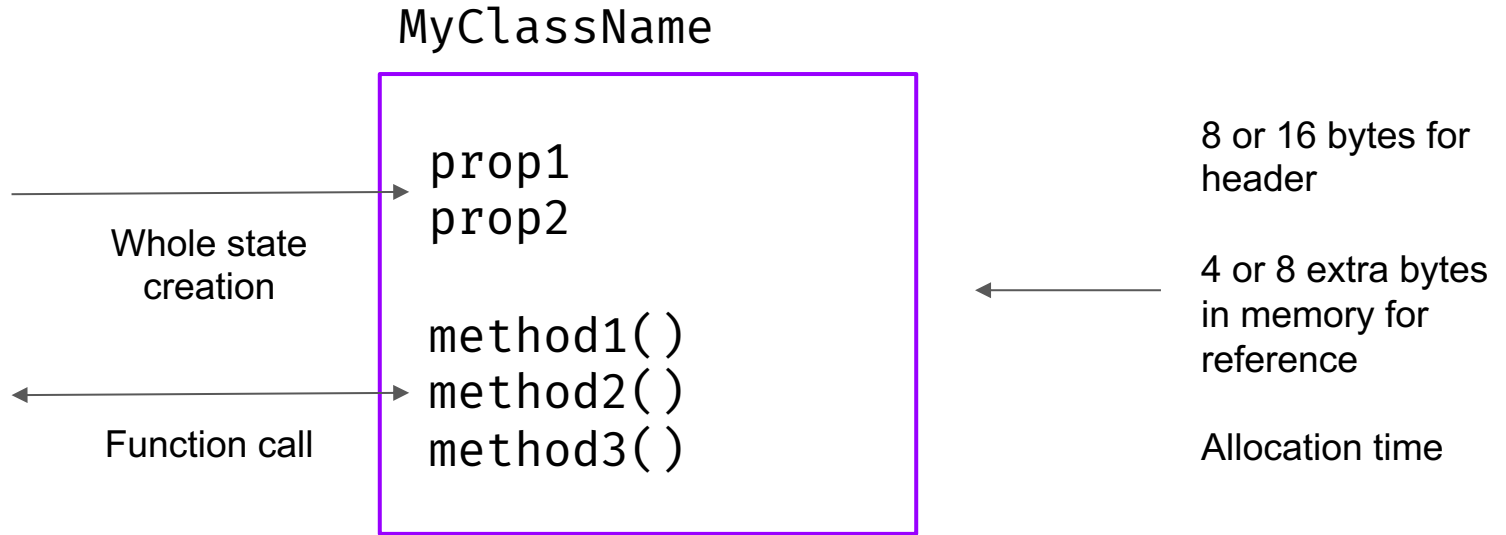 MyClassName
prop1
prop2
Whole state
creation
method1()
method2()
method3()
Function call
8 or 16 bytes for
header
4 or 8 extra bytes
in memory for
reference
Allocation time